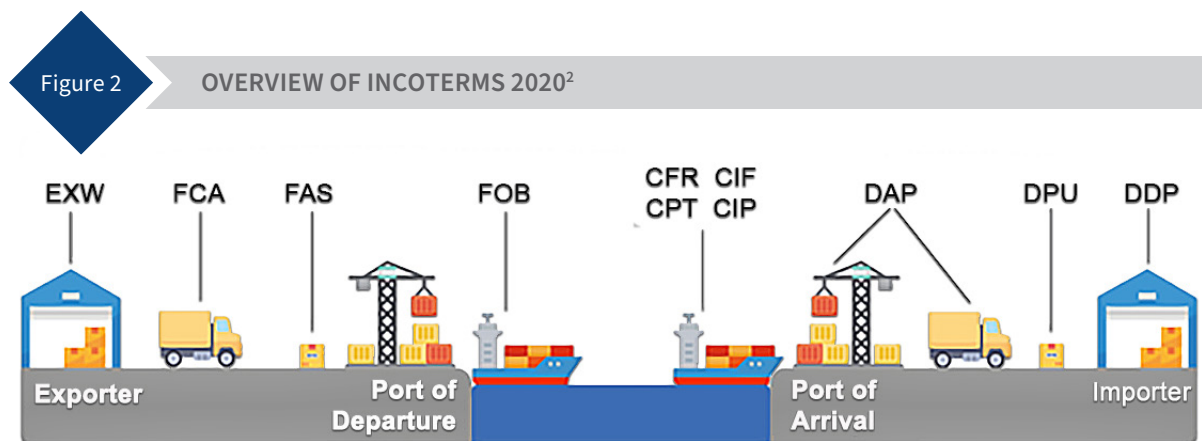 Figure 2
OVERVIEW OF INCOTERMS 2020²
EXW FCA FAS FOB CFR CIF DAP DPU DDP
CPT CIP
Exporter Port of Departure Port of Arrival Importer